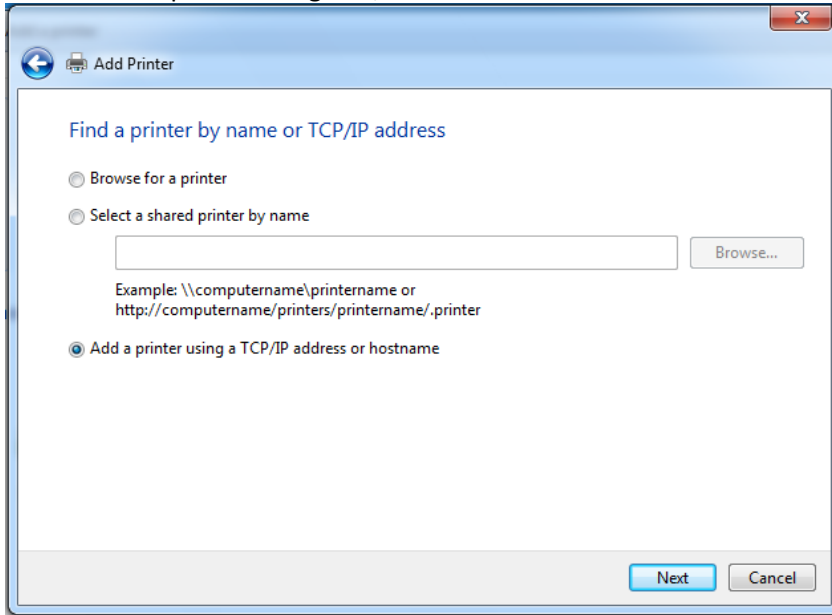 Add Printer
Find a printer by name or TCP/IP address
Browse for a printer
Select a shared printer by name
Browse...
Example: \\computername\printername or
http://computername/printers/printername/.printer
Add a printer using a TCP/IP address or hostname
Next
Cancel